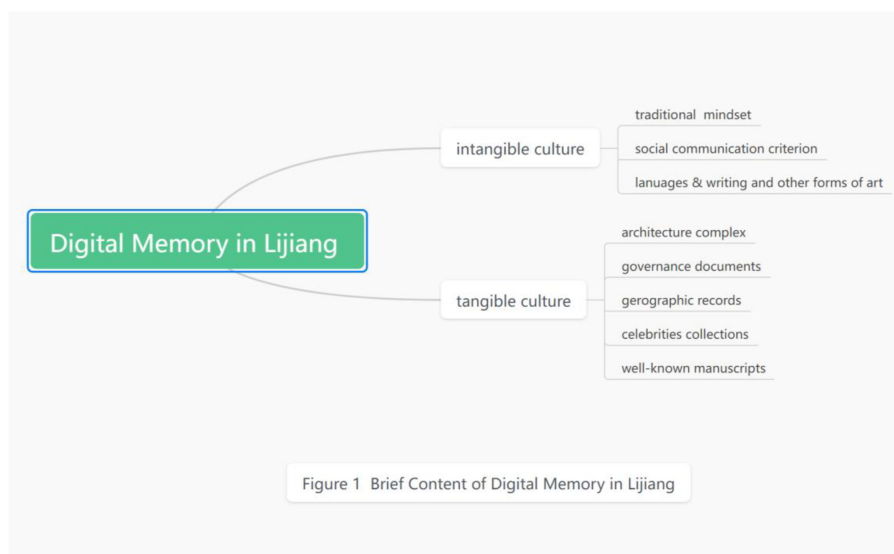 traditional mindset
intangible culture
social communication criterion
lanuages & writing and other forms of art
Digital Memory in Lijiang
architecture complex
governance documents
tangible culture
gerographic records
celebrities collections
well-known manuscripts
Figure 1 Brief Content of Digital Memory in Lijiang